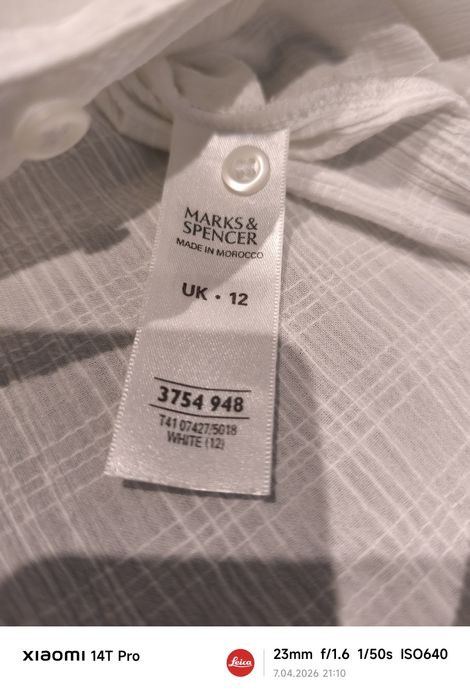 MARKS &
SPENCER
MADE IN MOROCCO
UK • 12
3754 948
T41 07427/5018
WHITE (12)
XIAOMI 14T Pro
Leica
23mm f/1.6 1/50s ISO640
7.04.2026 21:10